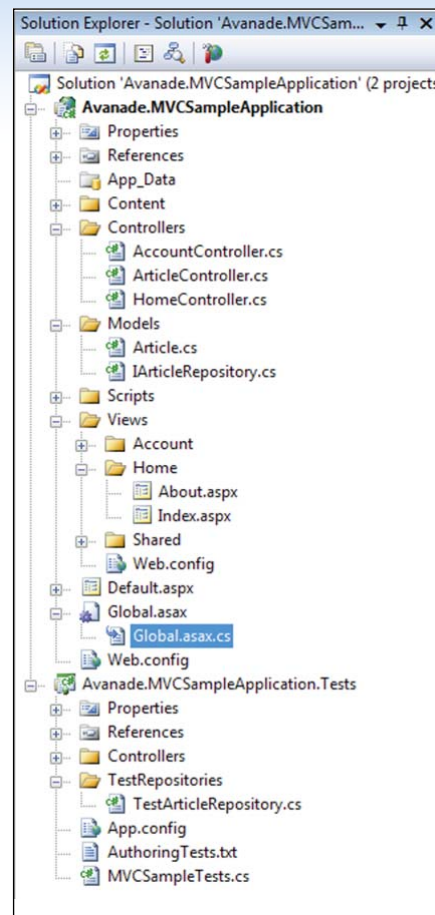 Solution Explorer - Solution 'Avanade.MVCSam...
Solution 'Avanade.MVCSampleApplication' (2 projects
Avanade.MVCSampleApplication
Properties
References
App_Data
Content
Controllers
AccountController.cs
ArticleController.cs
HomeController.cs
Models
Article.cs
IArticleRepository.cs
Scripts
Views
Account
Home
About.aspx
Index.aspx
Shared
Web.config
Default.aspx
Global.asax
Global.asax.cs
Web.config
Avanade.MVCSampleApplication.Tests
Properties
References
Controllers
TestRepositories
TestArticleRepository.cs
App.config
AuthoringTests.txt
MVCSampleTests.cs